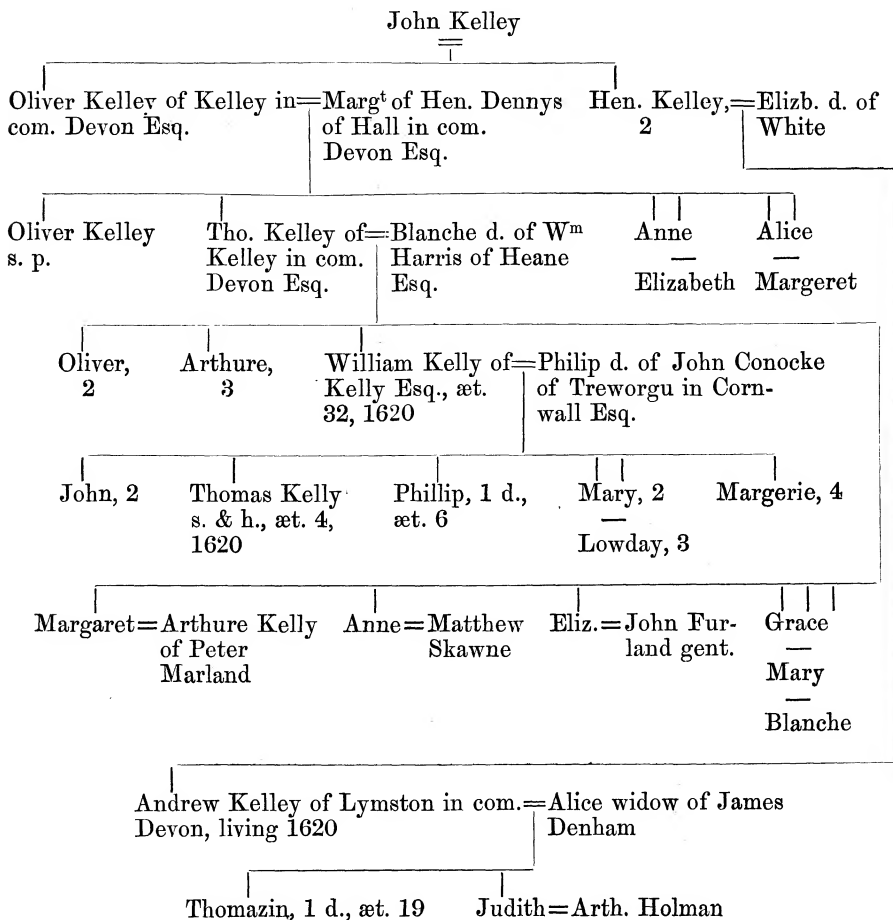 John Kelley
Oliver Kelley of Kelley in=Margᵗ of Hen. Dennys
com. Devon Esq.
of Hall in com.
Devon Esq.
Hen. Kelley,=Elizb. d. of
2
White
Oliver Kelley
s. p.
Tho. Kelley of=Blanche d. of Wᵐ
Kelley in com.
Devon Esq.
Harris of Heane
Esq.
Anne
—
Elizabeth
Alice
—
Margeret
Oliver,
2
Arthure,
3
William Kelly of=Philip d. of John Conocke
Kelly Esq., æt.
32, 1620
of Treworgu in Corn-
wall Esq.
John, 2
Thomas Kelly
s. & h., æt. 4,
1620
Phillip, 1 d.,
æt. 6
Mary, 2
—
Lowday, 3
Margerie, 4
Margaret=Arthure Kelly
of Peter
Marland
Anne=Matthew
Skawne
Eliz.=John Fur-
land gent.
Grace
—
Mary
—
Blanche
Andrew Kelley of Lymston in com.=Alice widow of James
Devon, living 1620
Denham
Thomazin, 1 d., æt. 19
Judith=Arth. Holman